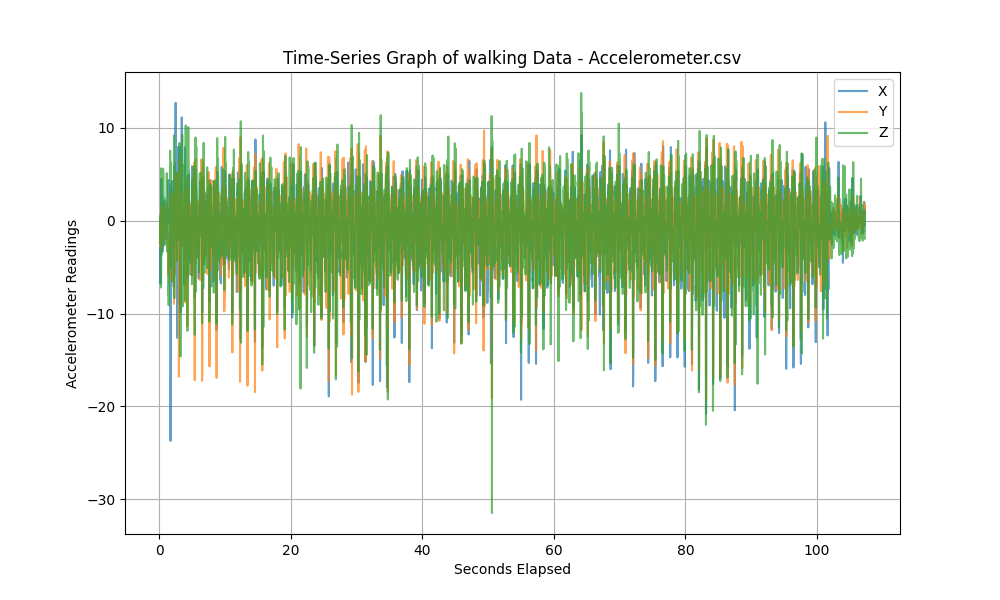 Time-Series Graph of walking Data - Accelerometer.csv
X
Y
Z
10
0
−10
−20
−30
Accelerometer Readings
0 20 40 60 80 100
Seconds Elapsed